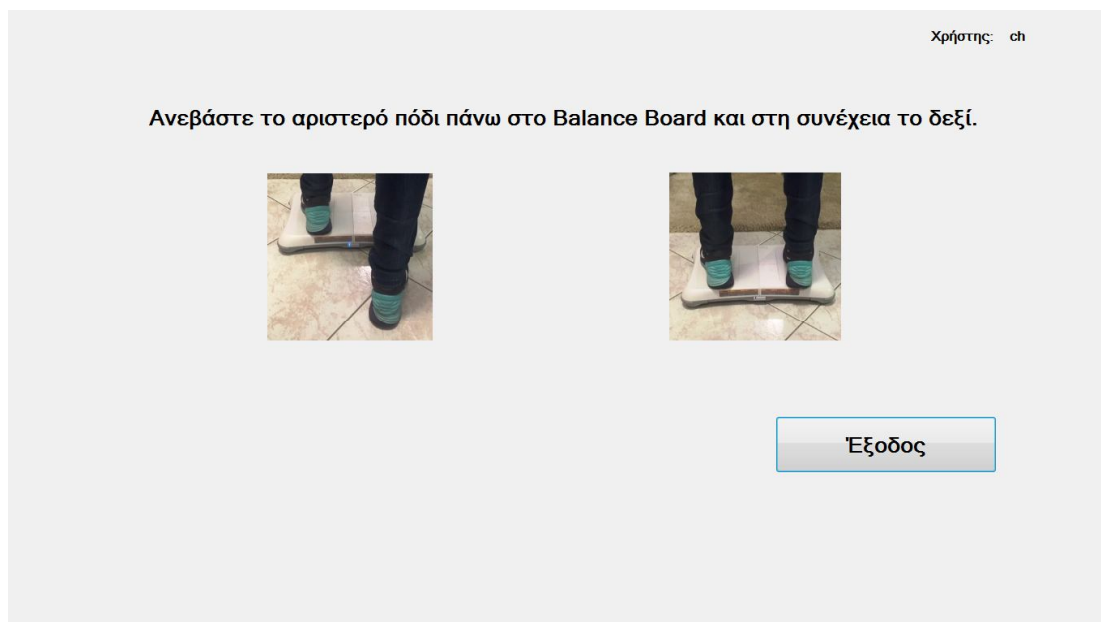 Χρήστης: ch
Ανεβάστε το αριστερό πόδι πάνω στο Balance Board και στη συνέχεια το δεξί.
Έξοδος